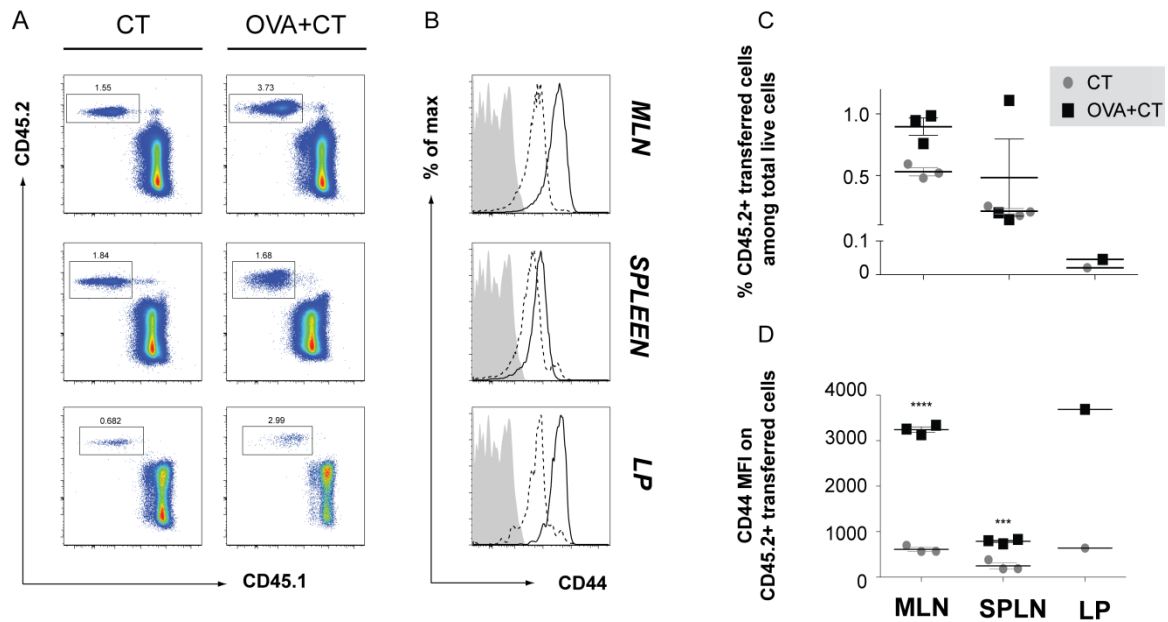 A
CT
OVA+CT
CD45.2
1.55
3.73
1.84
1.68
0.682
2.99
CD45.1
B
% of max
MLN
SPLEEN
LP
CD44
C
% CD45.2+ transferred cells
among total live cells
1.0
0.5
0.1
0
CT
OVA+CT
D
CD44 MFI on
CD45.2+ transferred cells
4000
3000
2000
1000
0
****
***
MLN
SPLN
LP